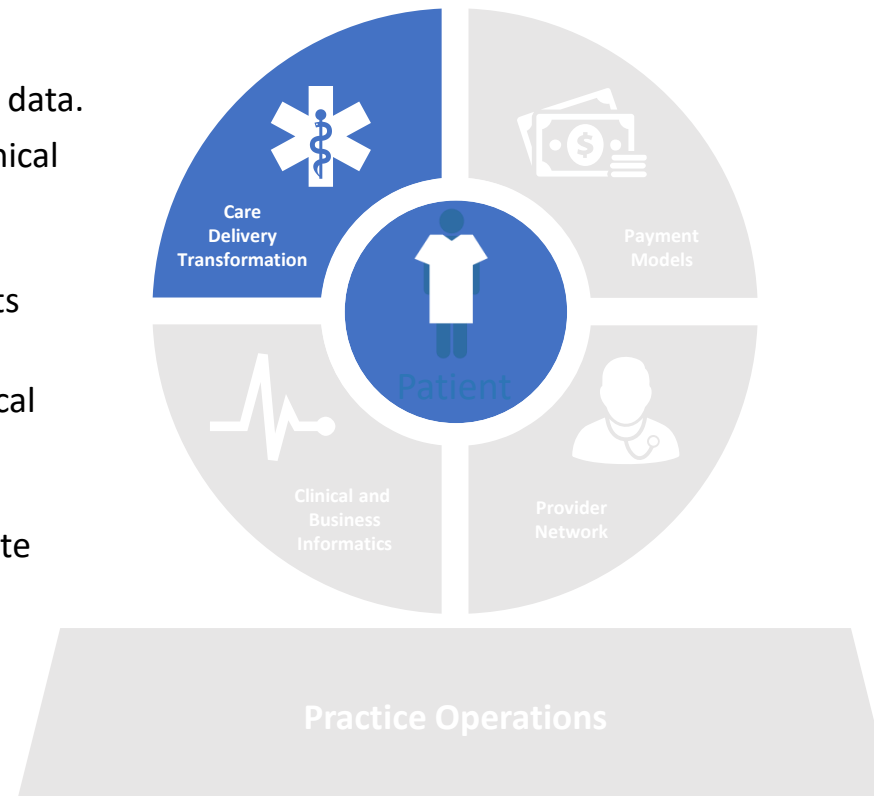 data.
nical
ts
cal
te
Care
Delivery
Transformation
Payment
Models
$
Patient
Clinical and
Business
Informatics
Provider
Network
Practice Operations